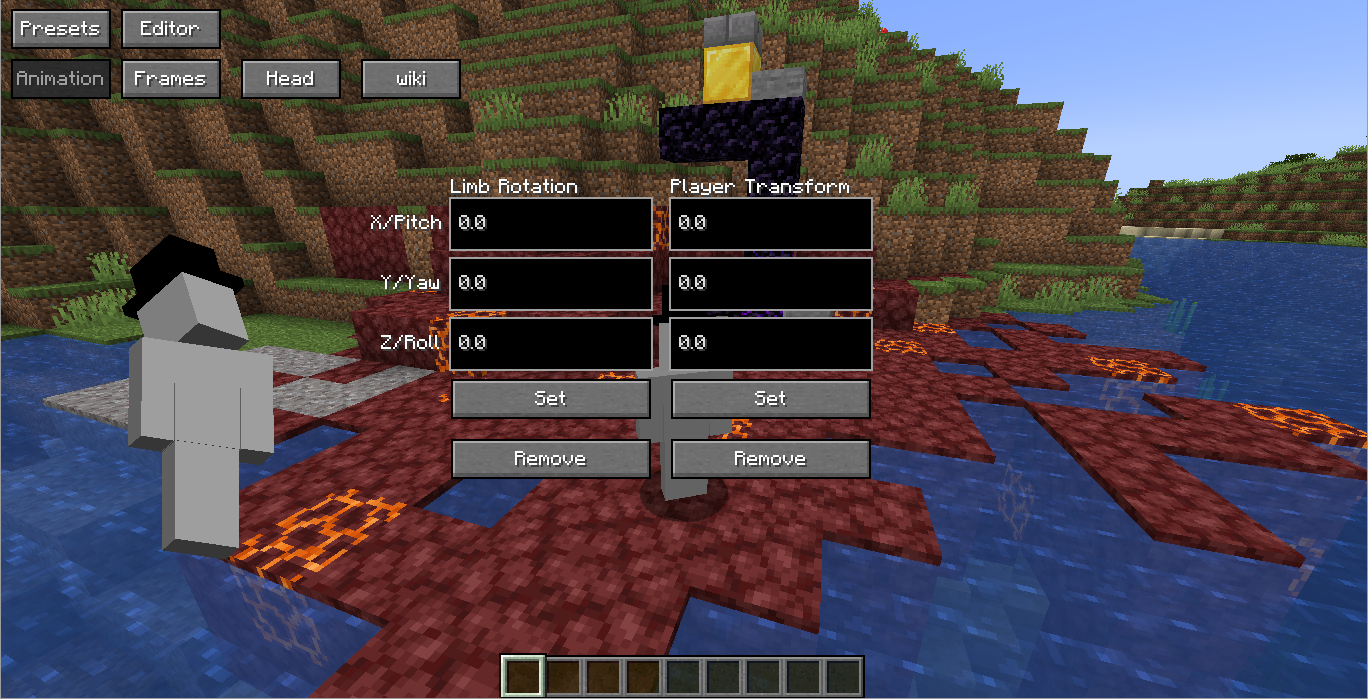 Presets Editor
Animation Frames Head wiki
Limb Rotation Player Transform
X/Pitch 0.0 0.0
Y/Yaw 0.0 0.0
Z/Roll 0.0 0.0
Set Set
Remove Remove